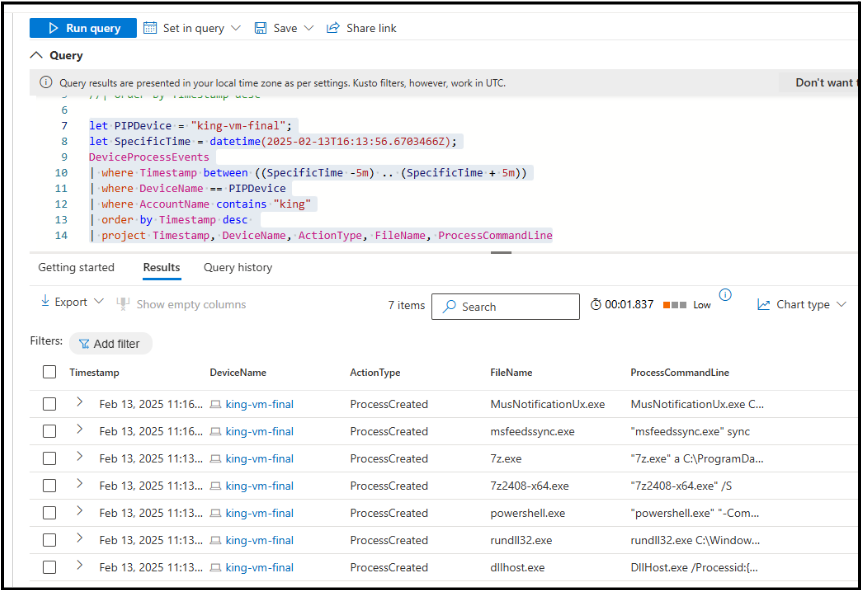 Run query Set in query Save Share link
Query
Query results are presented in your local time zone as per settings. Kusto filters, however, work in UTC. Don't want
6
7 let PIPDevice = "king-vm-final";
8 let SpecificTime = datetime(2025-02-13T16:13:56.6703466Z);
9 DeviceProcessEvents
10 | where Timestamp between ((SpecificTime -5m) .. (SpecificTime + 5m))
11 | where DeviceName == PIPDevice
12 | where AccountName contains "king"
13 | order by Timestamp desc
14 | project Timestamp, DeviceName, ActionType, FileName, ProcessCommandLine
Getting started Results Query history
Export Show empty columns 7 items Search 00:01.837 Low Chart type
Filters: Add filter
Timestamp DeviceName ActionType FileName ProcessCommandLine
Feb 13, 2025 11:16... king-vm-final ProcessCreated MusNotificationUx.exe MusNotificationUx.exe C...
Feb 13, 2025 11:16... king-vm-final ProcessCreated msfeedssync.exe "msfeedssync.exe" sync
Feb 13, 2025 11:13... king-vm-final ProcessCreated 7z.exe "7z.exe" a C:\ProgramDa...
Feb 13, 2025 11:13... king-vm-final ProcessCreated 7z2408-x64.exe "7z2408-x64.exe" /S
Feb 13, 2025 11:13... king-vm-final ProcessCreated powershell.exe "powershell.exe" "-Com...
Feb 13, 2025 11:13... king-vm-final ProcessCreated rundll32.exe rundll32.exe C:\Window...
Feb 13, 2025 11:13... king-vm-final ProcessCreated dllhost.exe DllHost.exe /Processid:{...